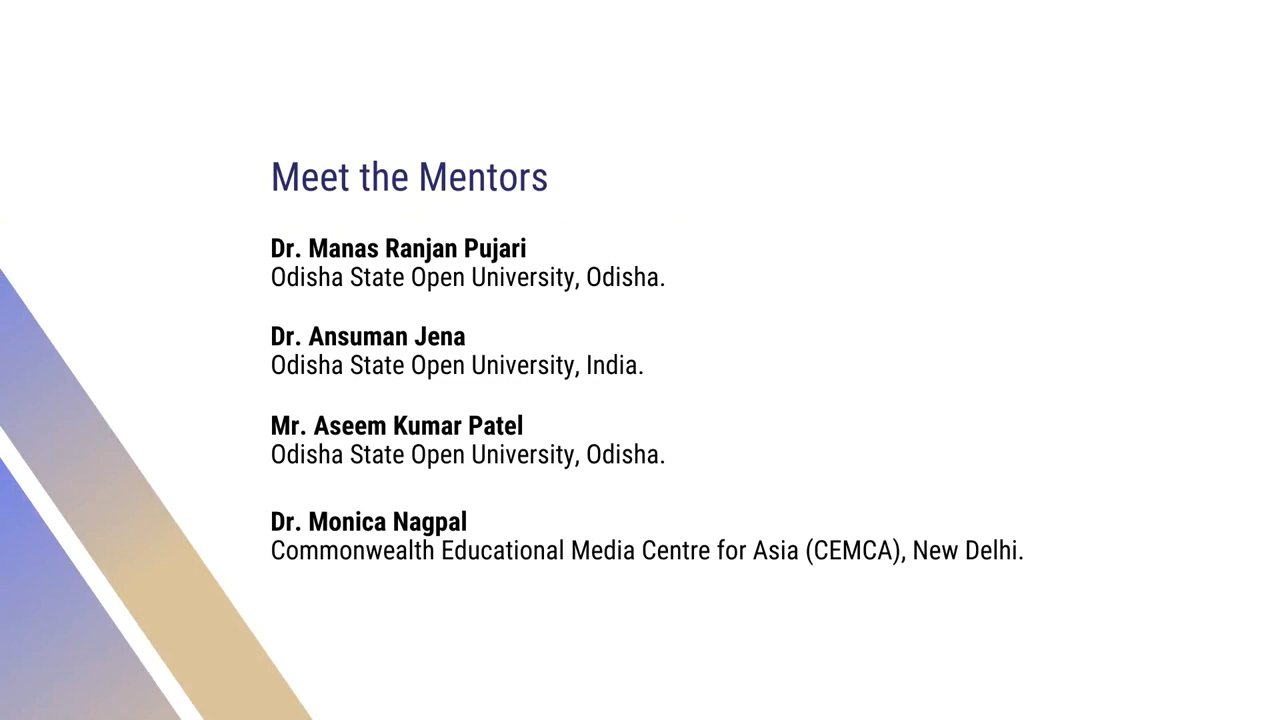 Meet the Mentors
Dr. Manas Ranjan Pujari
Odisha State Open University, Odisha.
Dr. Ansuman Jena
Odisha State Open University, India.
Mr. Aseem Kumar Patel
Odisha State Open University, Odisha.
Dr. Monica Nagpal
Commonwealth Educational Media Centre for Asia (CEMCA), New Delhi.